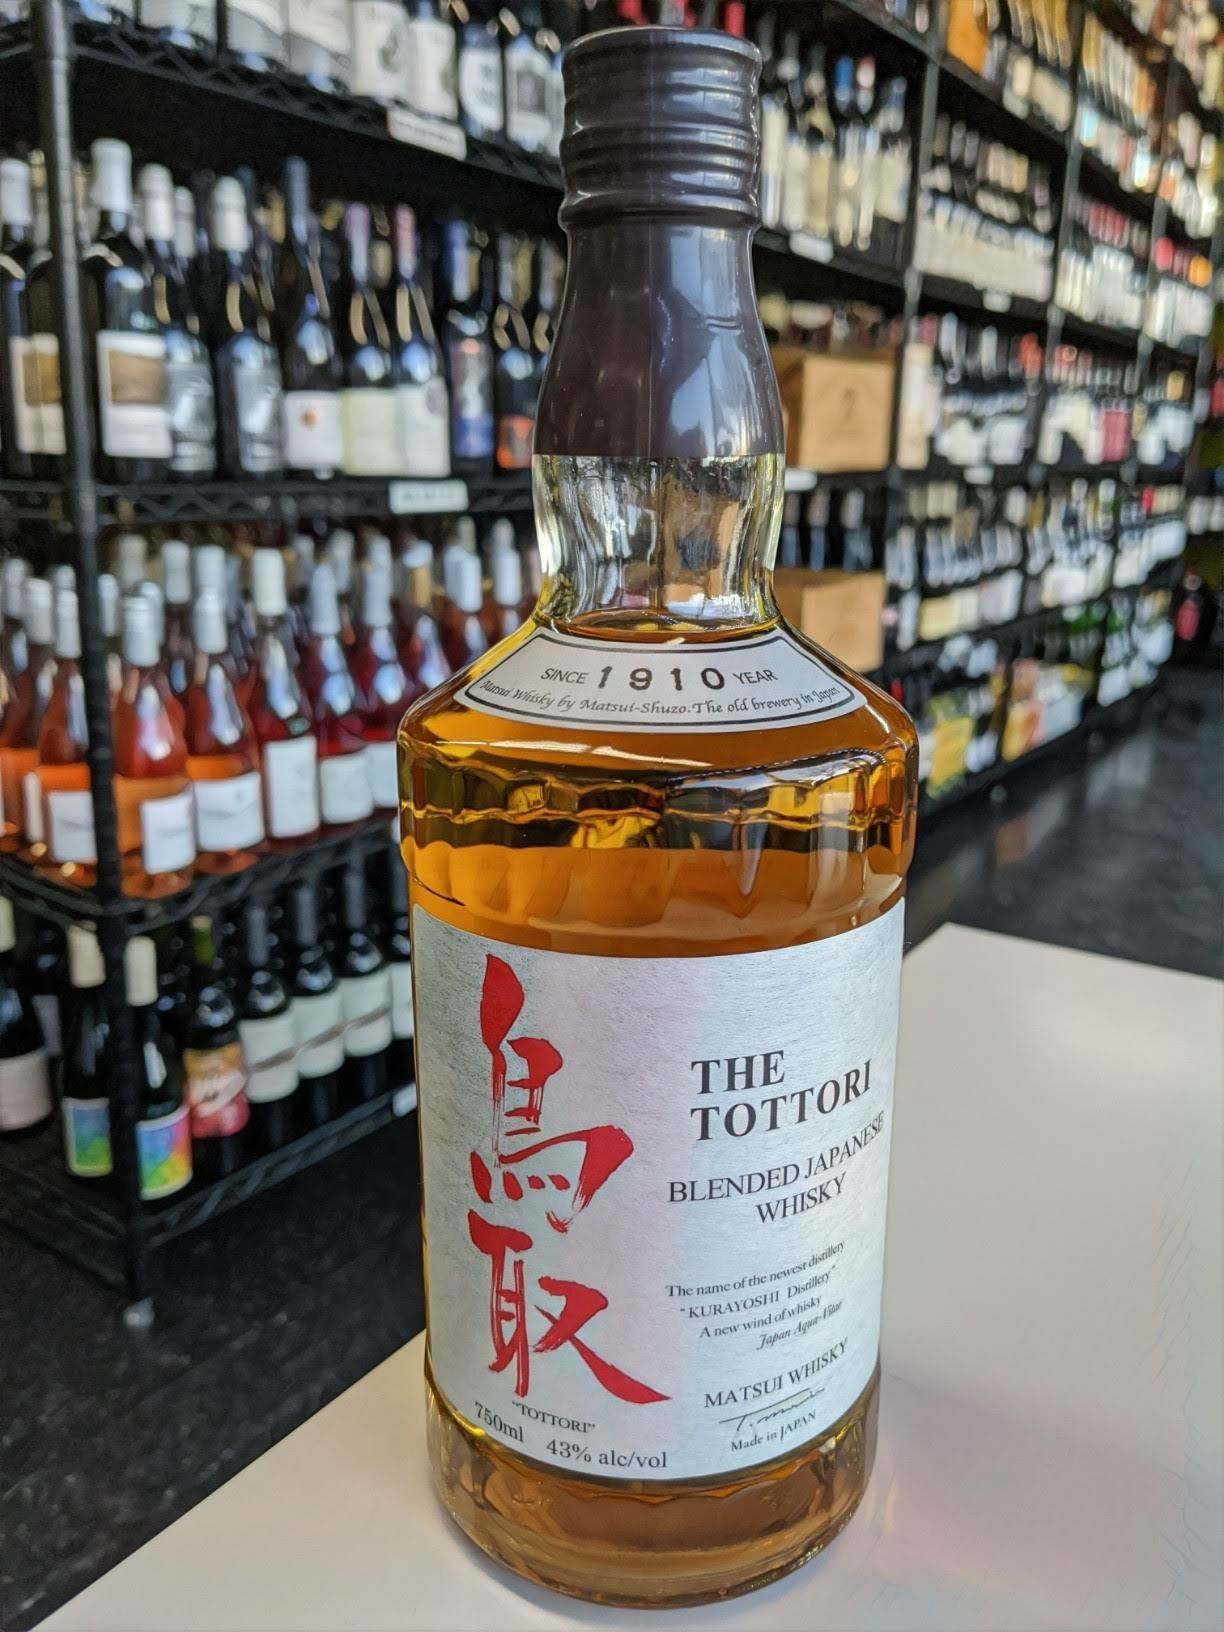 SINCE 1910 YEAR
Matsui Whisky by Matsui-Shuzo.The old brewery in Japan
鳥取
THE
TOTTORI
BLENDED JAPANESE
WHISKY
The name of the newest distillery
"KURAYOSHI Distillery"
A new wind of whisky
Japan Aqua-Vitae
MATSUI WHISKY
Made in JAPAN
"TOTTORI"
750ml 43% alc/vol